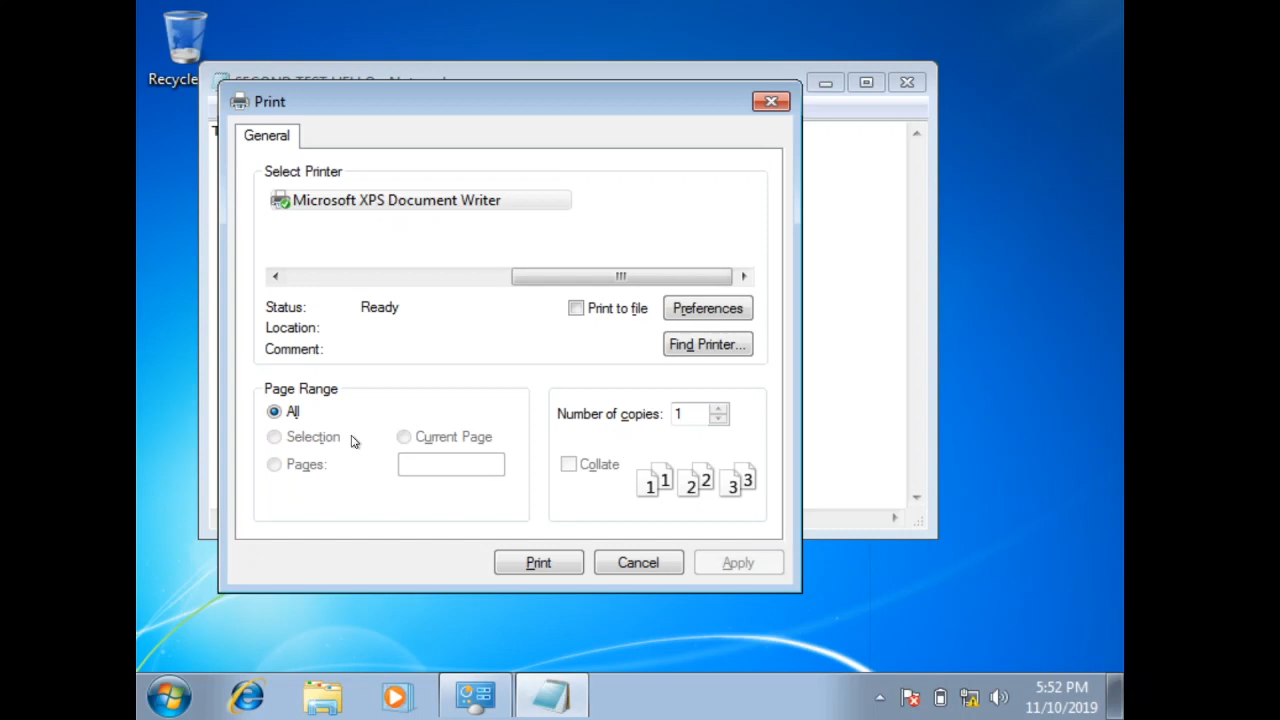 Recycle
Print
General
Select Printer
Microsoft XPS Document Writer
Status: Ready
Location:
Comment:
Print to file
Preferences
Find Printer...
Page Range
All
Selection
Current Page
Pages:
Number of copies: 1
Collate
1 1 2 2 3 3
Print
Cancel
Apply
5:52 PM
11/10/2019